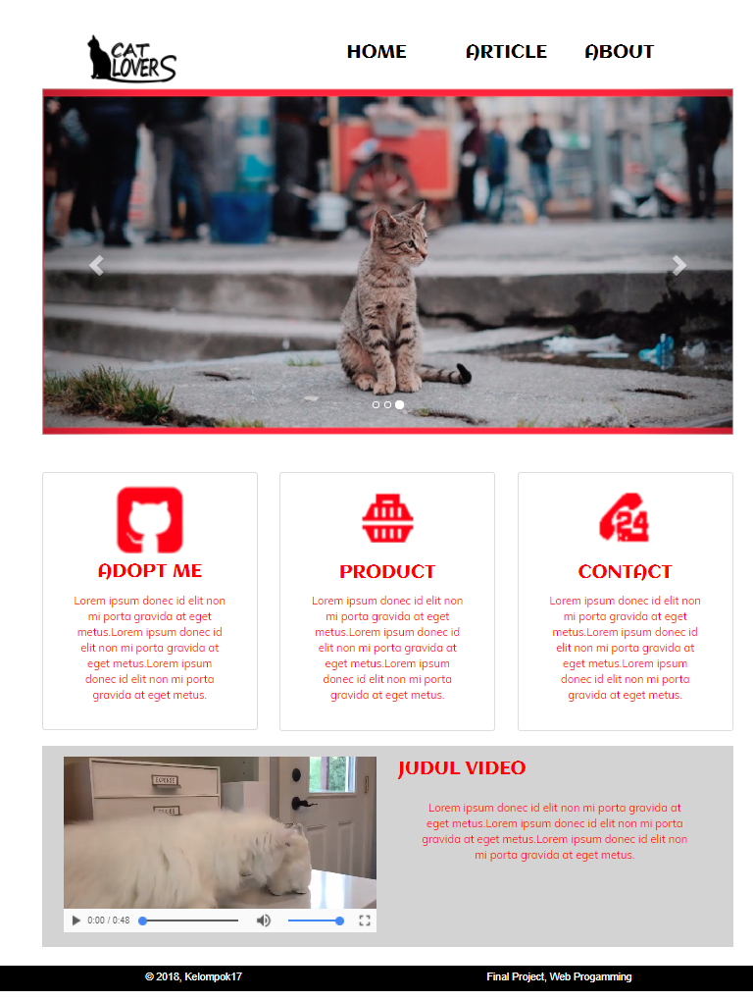 CAT
LOVERS
HOME ARTICLE ABOUT
ADOPT ME
Lorem ipsum donec id elit non
mi porta gravida at eget
metus.Lorem ipsum donec id
elit non mi porta gravida at
eget metus.Lorem ipsum
donec id elit non mi porta
gravida at eget metus.
PRODUCT
Lorem ipsum donec id elit non
mi porta gravida at eget
metus.Lorem ipsum donec id
elit non mi porta gravida at
eget metus.Lorem ipsum
donec id elit non mi porta
gravida at eget metus.
24
CONTACT
Lorem ipsum donec id elit non
mi porta gravida at eget
metus.Lorem ipsum donec id
elit non mi porta gravida at
eget metus.Lorem ipsum
donec id elit non mi porta
gravida at eget metus.
EXPENSE
0:00 / 0:48
JUDUL VIDEO
Lorem ipsum donec id elit non mi porta gravida at
eget metus.Lorem ipsum donec id elit non mi porta
gravida at eget metus.Lorem ipsum donec id elit non
mi porta gravida at eget metus.
© 2018, Kelompok17 Final Project, Web Progamming